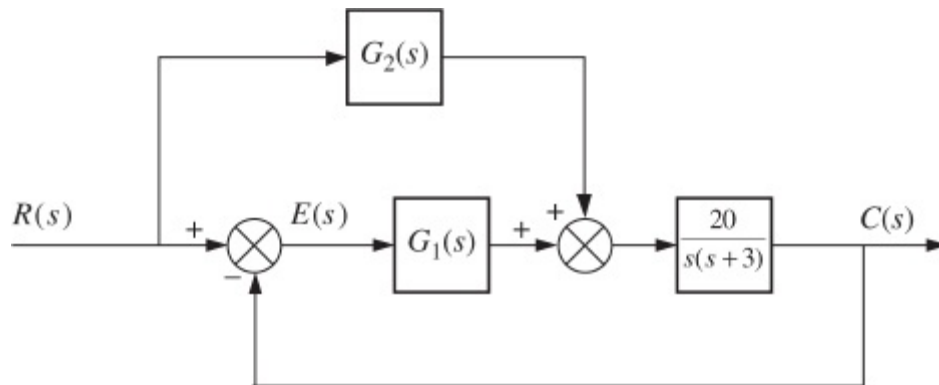 G₂(s)
R(s)
+
−
E(s)
G₁(s)
+
+
20
s(s + 3)
C(s)